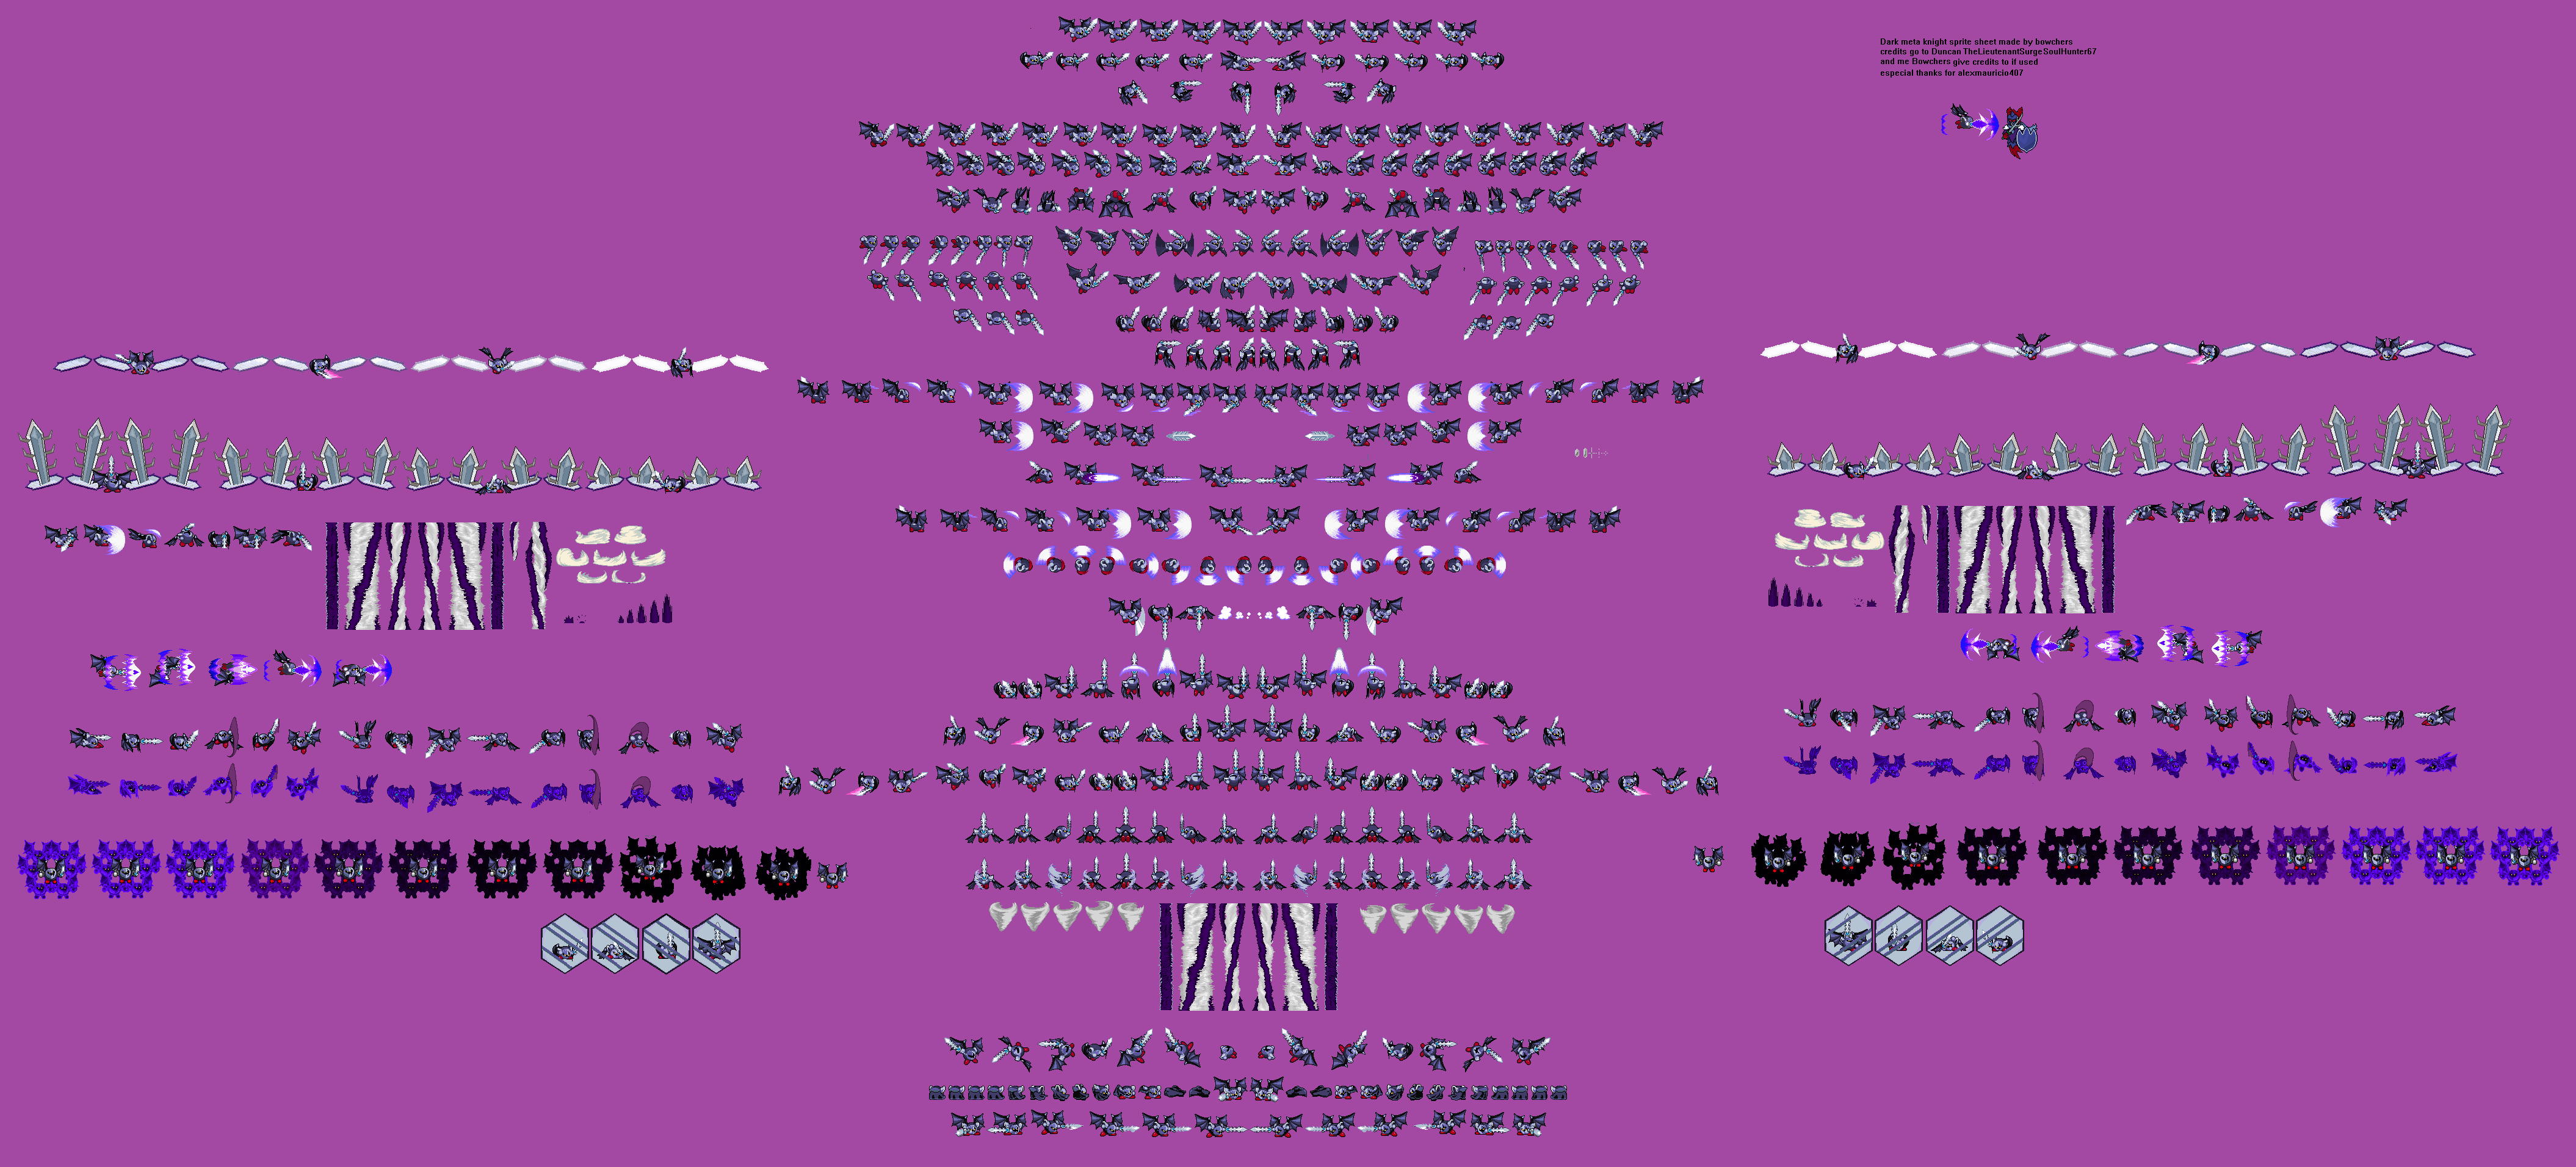 Dark meta knight sprite sheet made by bowchers
credits go to Duncan TheLieutenantSurgeSoulHunter67
and me Bowchers give credits to if used
especial thanks for alexmauricio407